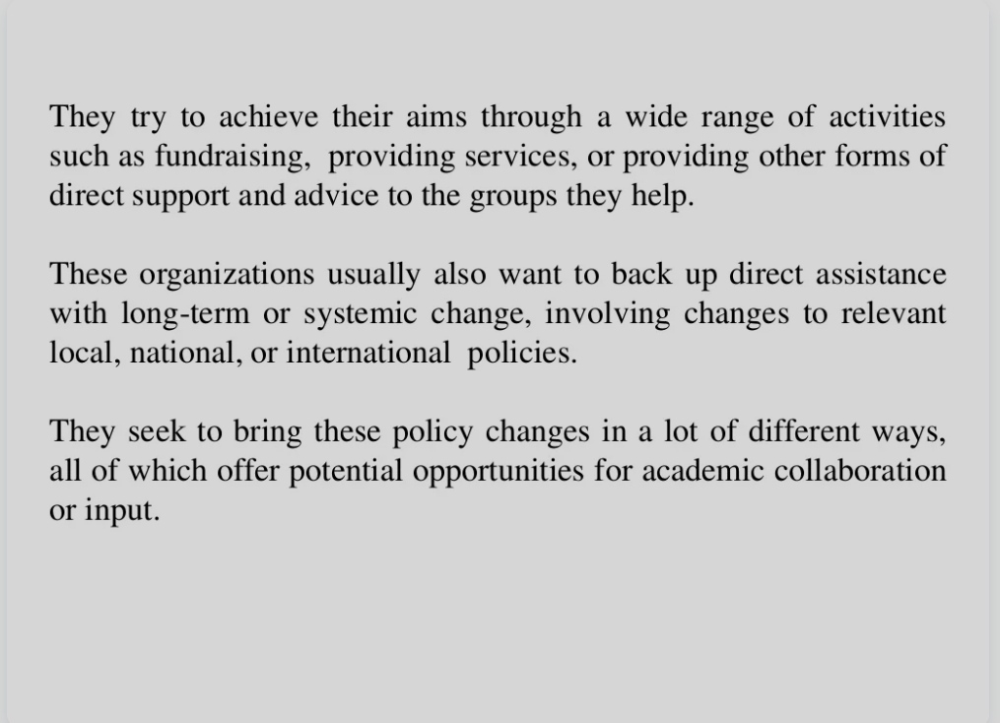 They try to achieve their aims through a wide range of activities
such as fundraising,  providing services, or providing other forms of
direct support and advice to the groups they help.
These organizations usually also want to back up direct assistance
with long-term or systemic change, involving changes to relevant
local, national, or international  policies.
They seek to bring these policy changes in a lot of different ways,
all of which offer potential opportunities for academic collaboration
or input.